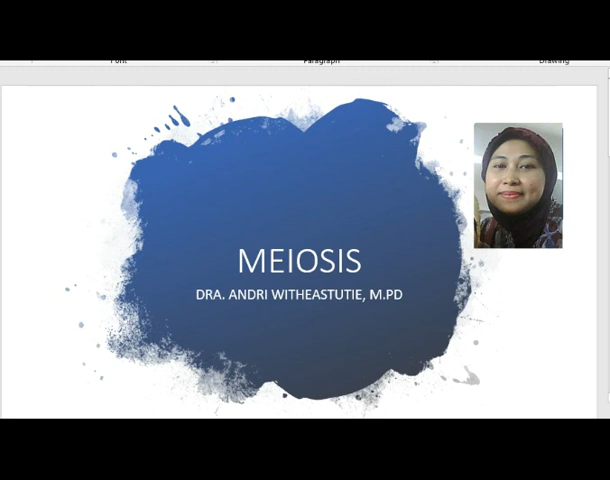 Font
Paragraph
Drawing
MEIOSIS
DRA. ANDRI WITHEASTUTIE, M.PD